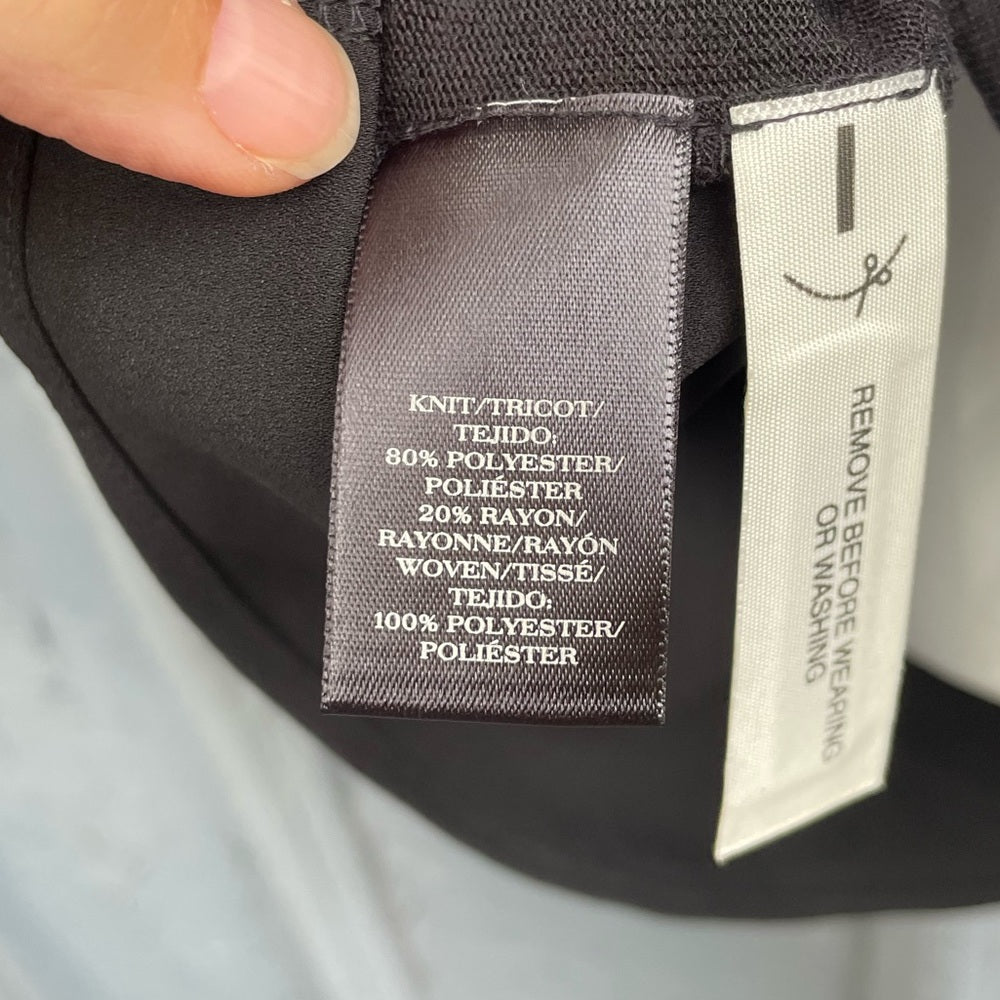 KNIT/TRICOT/
TEJIDO:
80% POLYESTER/
POLIÉSTER
20% RAYON/
RAYONNE/RAYÓN
WOVEN/TISSÉ/
TEJIDO:
100% POLYESTER/
POLIÉSTER
REMOVE BEFORE WEARING
OR WASHING